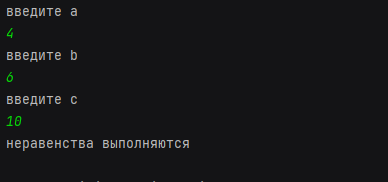 введите a
4
введите b
6
введите c
10
неравенства выполняются